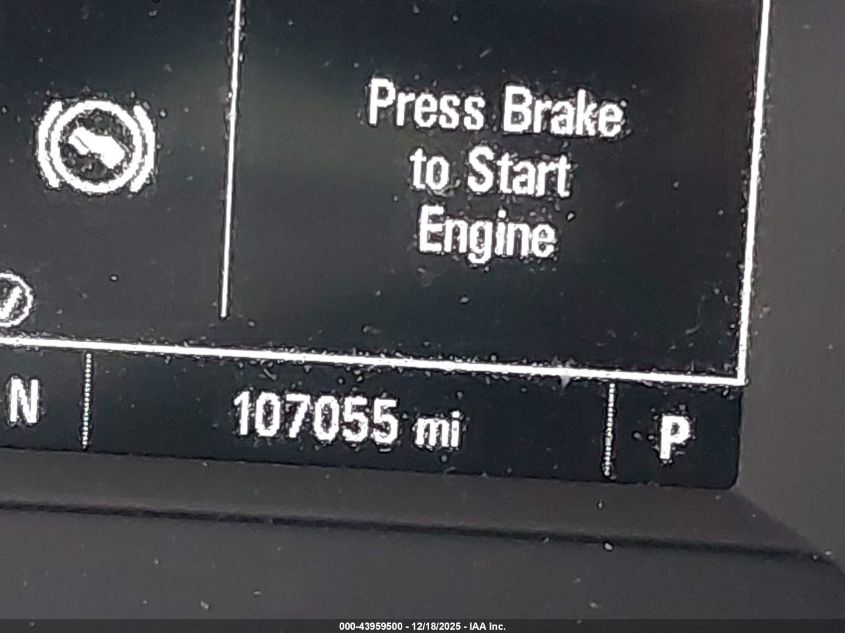 Press Brake
to Start
Engine
N 107055 mi P
000-43959500 - 12/18/2025 - IAA Inc.